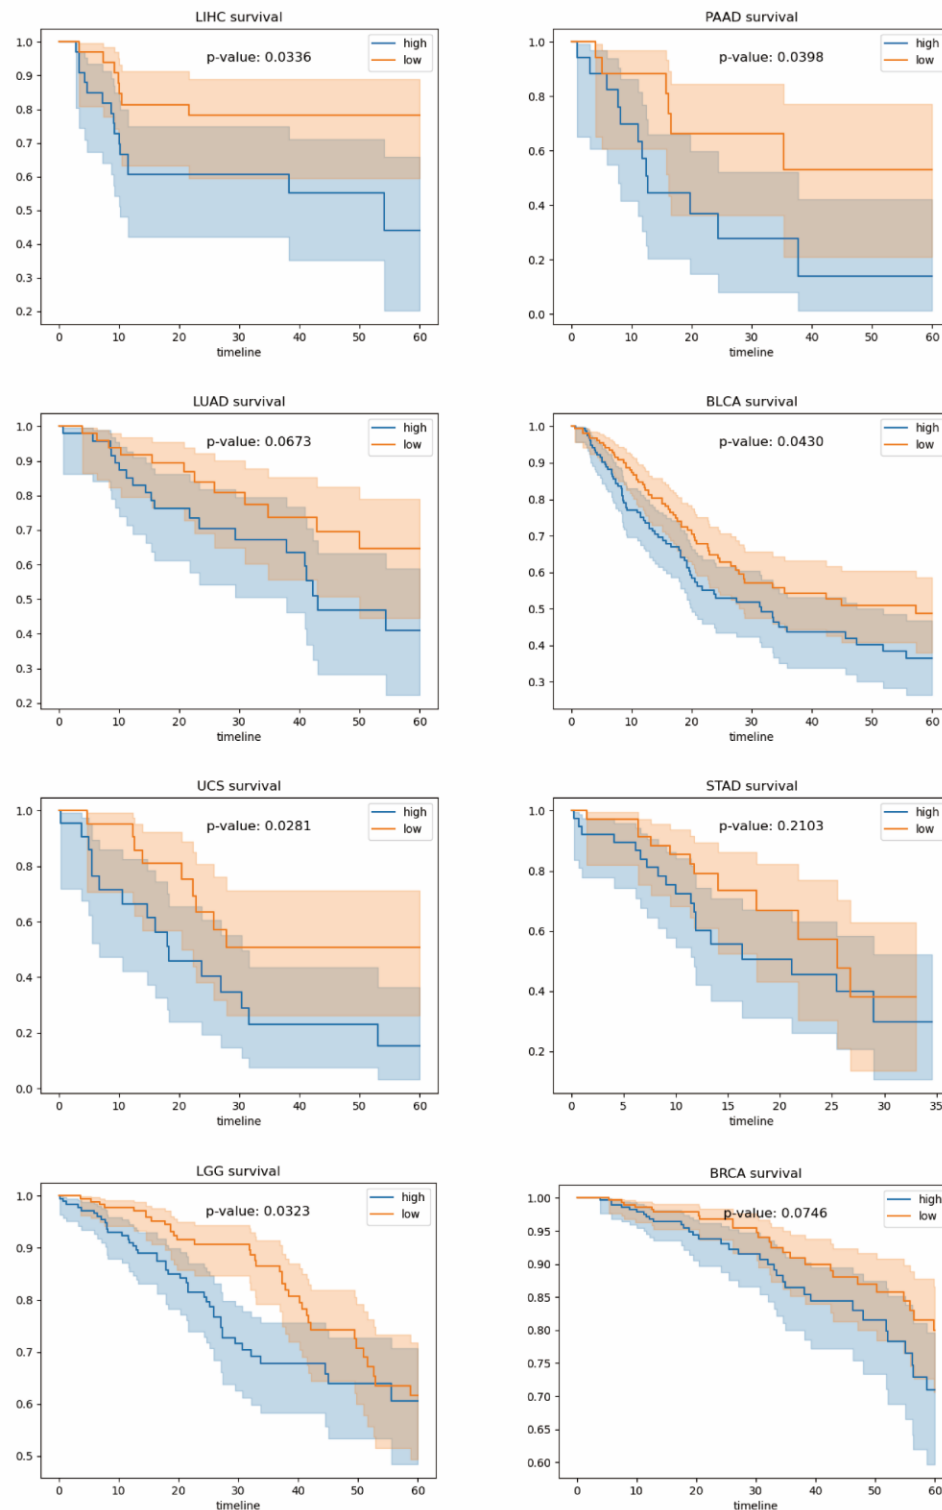 LIHC survival
p-value: 0.0336
high
low
1.0
0.9
0.8
0.7
0.6
0.5
0.4
0.3
0.2
0 10 20 30 40 50 60
timeline
PAAD survival
p-value: 0.0398
high
low
1.0
0.8
0.6
0.4
0.2
0.0
0 10 20 30 40 50 60
timeline
LUAD survival
p-value: 0.0673
high
low
1.0
0.9
0.8
0.7
0.6
0.5
0.4
0.3
0.2
0 10 20 30 40 50 60
timeline
BLCA survival
p-value: 0.0430
high
low
1.0
0.9
0.8
0.7
0.6
0.5
0.4
0.3
0 10 20 30 40 50 60
timeline
UCS survival
p-value: 0.0281
high
low
1.0
0.8
0.6
0.4
0.2
0.0
0 10 20 30 40 50 60
timeline
STAD survival
p-value: 0.2103
high
low
1.0
0.8
0.6
0.4
0.2
0 5 10 15 20 25 30 35
timeline
LGG survival
p-value: 0.0323
high
low
1.0
0.9
0.8
0.7
0.6
0.5
0 10 20 30 40 50 60
timeline
BRCA survival
p-value: 0.0746
high
low
1.00
0.95
0.90
0.85
0.80
0.75
0.70
0.65
0.60
0 10 20 30 40 50 60
timeline